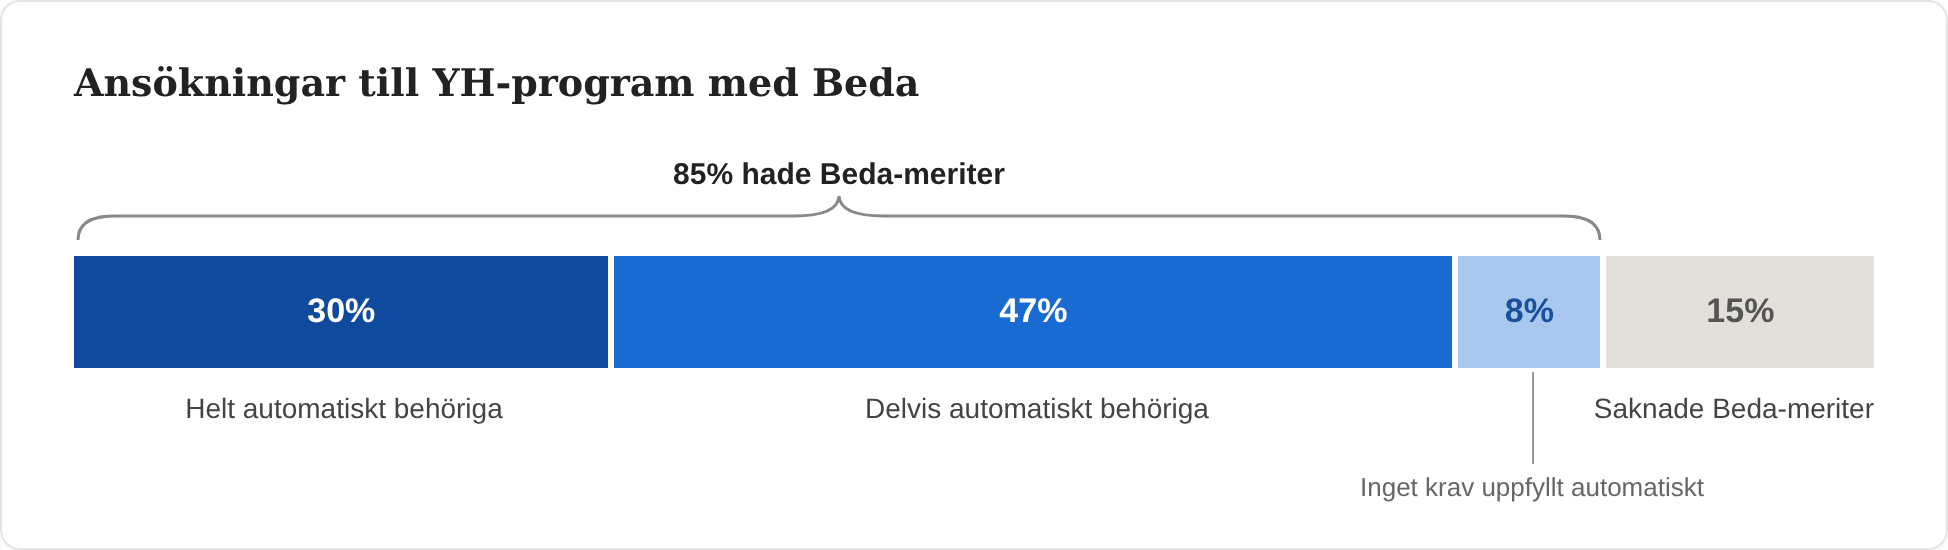 Ansökningar till YH-program med Beda
85% hade Beda-meriter
30%
47%
8%
15%
Helt automatiskt behöriga
Delvis automatiskt behöriga
Saknade Beda-meriter
Inget krav uppfyllt automatiskt